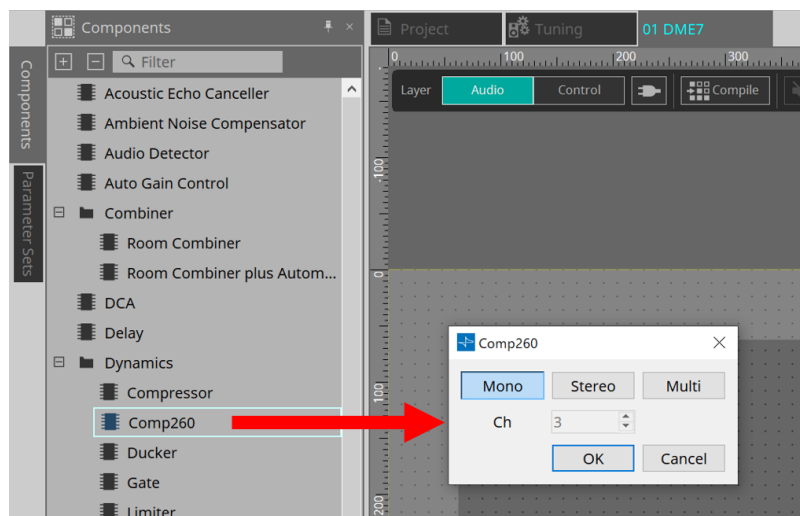 Components
Filter
Acoustic Echo Canceller
Ambient Noise Compensator
Audio Detector
Auto Gain Control
Combiner
Room Combiner
Room Combiner plus Autom...
DCA
Delay
Dynamics
Compressor
Comp260
Ducker
Gate
Limiter
Components
Parameter Sets
Project
Tuning
01 DME7
0
100
200
300
Layer
Audio
Control
Compile
-100
0
100
200
Comp260
Mono
Stereo
Multi
Ch
3
OK
Cancel